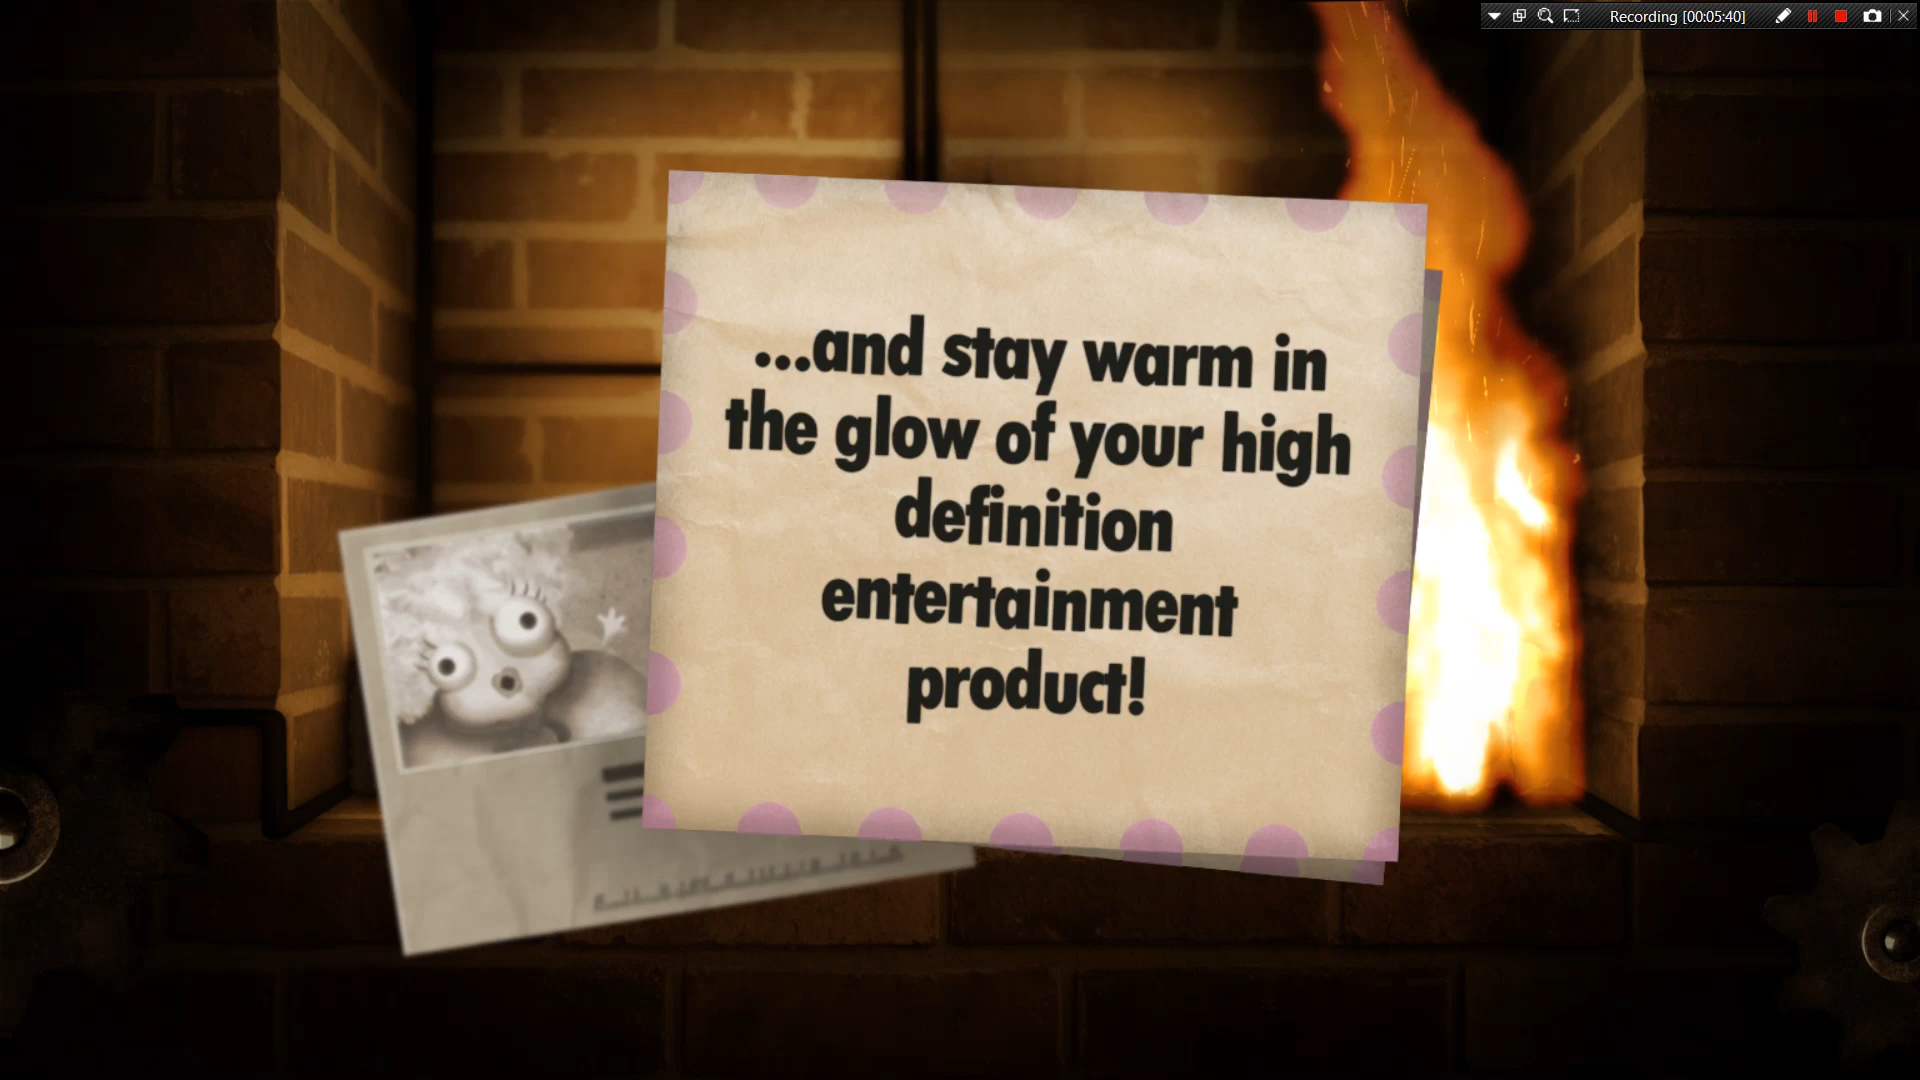 Recording [00:05:40]
...and stay warm in
the glow of your high
definition
entertainment
product!